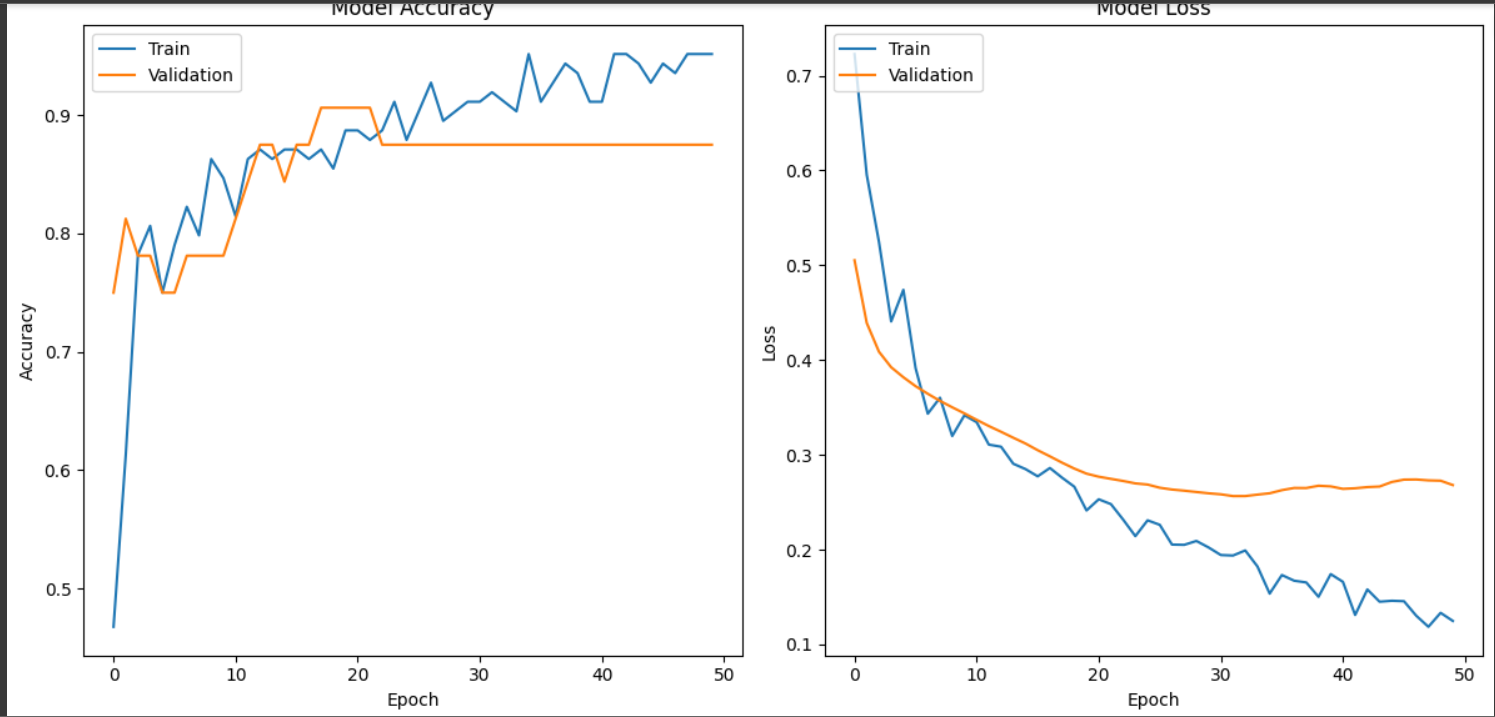 Model Accuracy
Train
Validation
0.9
0.8
0.7
0.6
0.5
Accuracy
0 10 20 30 40 50
Epoch
Model Loss
Train
Validation
0.7
0.6
0.5
0.4
0.3
0.2
0.1
Loss
0 10 20 30 40 50
Epoch